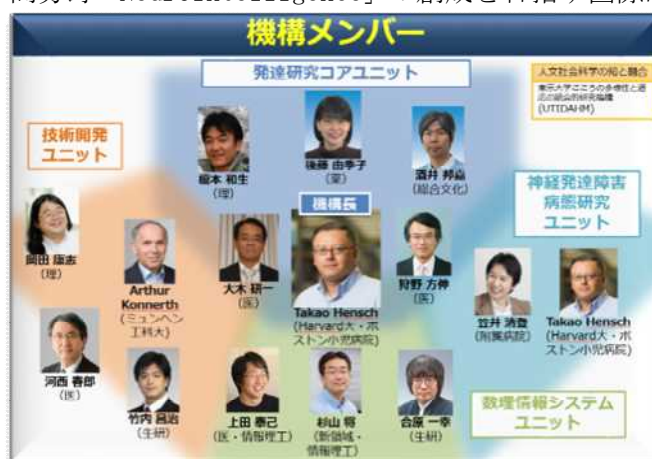 機構メンバー
発達研究コアユニット
人文社会科学の知と融合
東京大学こころの多様性と適
応の統合的研究機構
(UTIDAHM)
技術開発
ユニット
榎本 和生
(理)
後藤 由季子
(薬)
酒井 邦嘉
(総合文化)
神経発達障害
病態研究
ユニット
機構長
岡田 康志
(理)
Arthur
Konnerth
(ミュンヘン
工科大)
大木 研一
(医)
Takao Hensch
(Harvard大・ボ
ストン小児病院)
狩野 方伸
(医)
笠井 清登
(附属病院)
Takao Hensch
(Harvard大・ボ
ストン小児病院)
河西 春郎
(医)
竹内 昌治
(生研)
上田 泰己
(医・情報理工)
杉山 将
(新領域・
情報理工)
合原 一幸
(生研)
数理情報システム
ユニット